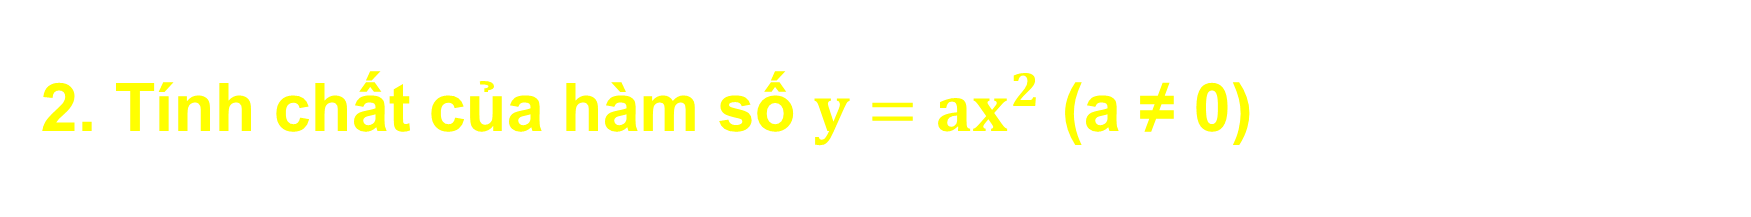 2. Tính chất của hàm số y = ax² (a ≠ 0)